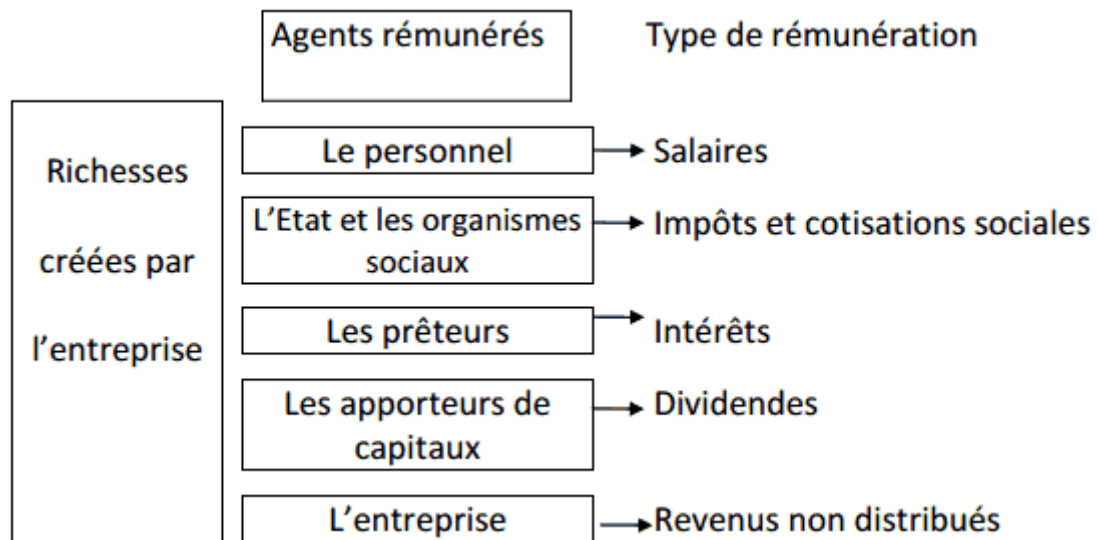 Agents rémunérés
Type de rémunération
Richesses
créées par
l'entreprise
Le personnel
Salaires
L'Etat et les organismes
sociaux
Impôts et cotisations sociales
Les prêteurs
Intérêts
Les apporteurs de
capitaux
Dividendes
L'entreprise
Revenus non distribués